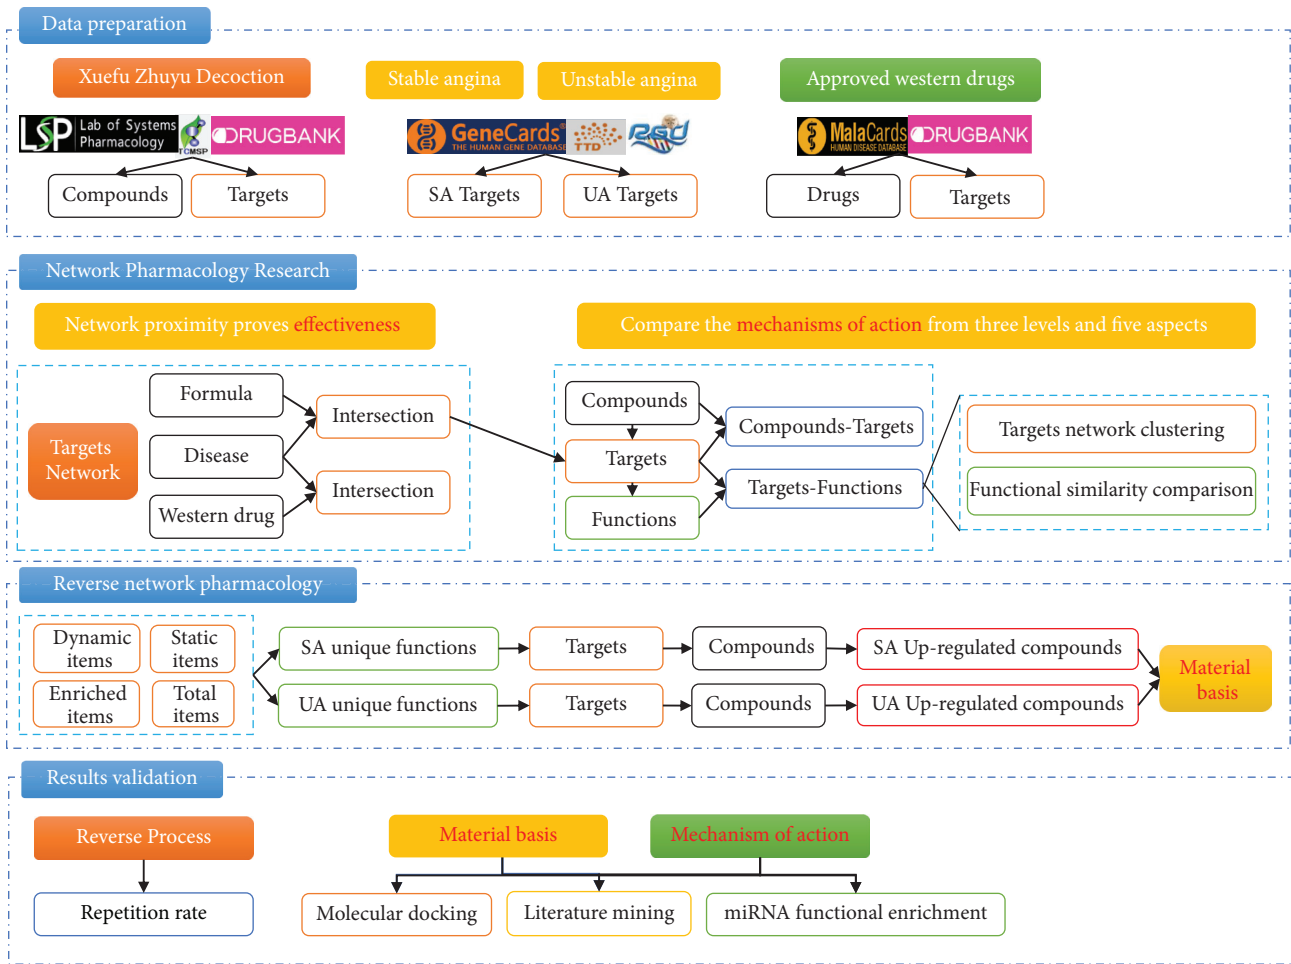 Data preparation
Xuefu Zhuyu Decoction
Stable angina
Unstable angina
Approved western drugs
LSP Lab of Systems
Pharmacology
TCMSP
DRUGBANK
GeneCards®
THE HUMAN GENE DATABASE
TTD
RGD
MalaCards
HUMAN DISEASE DATABASE
DRUGBANK
Compounds
Targets
SA Targets
UA Targets
Drugs
Targets
Network Pharmacology Research
Network proximity proves effectiveness
Compare the mechanisms of action from three levels and five aspects
Targets
Network
Formula
Disease
Western drug
Intersection
Intersection
Compounds
Targets
Functions
Compounds-Targets
Targets-Functions
Targets network clustering
Functional similarity comparison
Reverse network pharmacology
Dynamic
items
Static
items
Enriched
items
Total
items
SA unique functions
Targets
Compounds
SA Up-regulated compounds
UA unique functions
Targets
Compounds
UA Up-regulated compounds
Material
basis
Results validation
Reverse Process
Material basis
Mechanism of action
Repetition rate
Molecular docking
Literature mining
miRNA functional enrichment